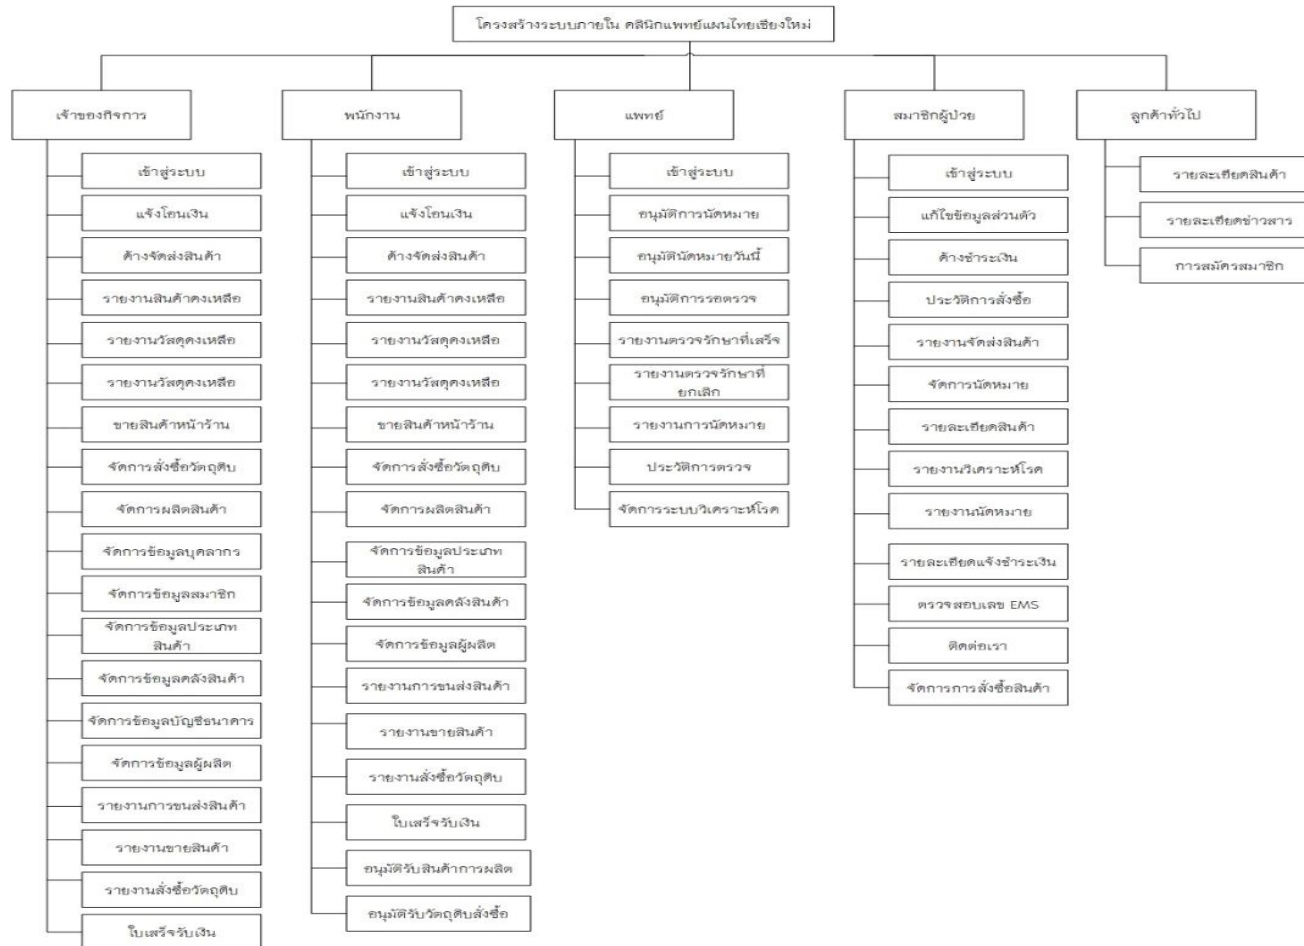 โครงสร้างระบบภายใน คลินิกแพทย์แผนไทยเชียงใหม่
เจ้าของกิจการ
เข้าสู่ระบบ
แจ้งโอนเงิน
ค้างจัดส่งสินค้า
รายงานสินค้าคงเหลือ
รายงานวัสดุคงเหลือ
รายงานวัสดุคงเหลือ
ขายสินค้าหน้าร้าน
จัดการสั่งซื้อวัตถุดิบ
จัดการผลิตสินค้า
จัดการข้อมูลบุคลากร
จัดการข้อมูลสมาชิก
จัดการข้อมูลประเภท
สินค้า
จัดการข้อมูลคลังสินค้า
จัดการข้อมูลบัญชีธนาคาร
จัดการข้อมูลผู้ผลิต
รายงานการขนส่งสินค้า
รายงานขายสินค้า
รายงานสั่งซื้อวัตถุดิบ
ใบเสร็จรับเงิน
พนักงาน
เข้าสู่ระบบ
แจ้งโอนเงิน
ค้างจัดส่งสินค้า
รายงานสินค้าคงเหลือ
รายงานวัสดุคงเหลือ
รายงานวัสดุคงเหลือ
ขายสินค้าหน้าร้าน
จัดการสั่งซื้อวัตถุดิบ
จัดการผลิตสินค้า
จัดการข้อมูลประเภท
สินค้า
จัดการข้อมูลคลังสินค้า
จัดการข้อมูลผู้ผลิต
รายงานการขนส่งสินค้า
รายงานขายสินค้า
รายงานสั่งซื้อวัตถุดิบ
ใบเสร็จรับเงิน
อนุมัติรับสินค้าการผลิต
อนุมัติรับวัตถุดิบสั่งซื้อ
แพทย์
เข้าสู่ระบบ
อนุมัติการนัดหมาย
อนุมัตินัดหมายวันนี้
อนุมัติการรอตรวจ
รายงานตรวจรักษาที่เสร็จ
รายงานตรวจรักษาที่
ยกเลิก
รายงานการนัดหมาย
ประวัติการตรวจ
จัดการระบบวิเคราะห์โรค
สมาชิกผู้ป่วย
เข้าสู่ระบบ
แก้ไขข้อมูลส่วนตัว
ค้างชำระเงิน
ประวัติการสั่งซื้อ
รายงานจัดส่งสินค้า
จัดการนัดหมาย
รายละเอียดสินค้า
รายงานวิเคราะห์โรค
รายงานนัดหมาย
รายละเอียดแจ้งชำระเงิน
ตรวจสอบเลข EMS
ติดต่อเรา
จัดการการสั่งซื้อสินค้า
ลูกค้าทั่วไป
รายละเอียดสินค้า
รายละเอียดข่าวสาร
การสมัครสมาชิก